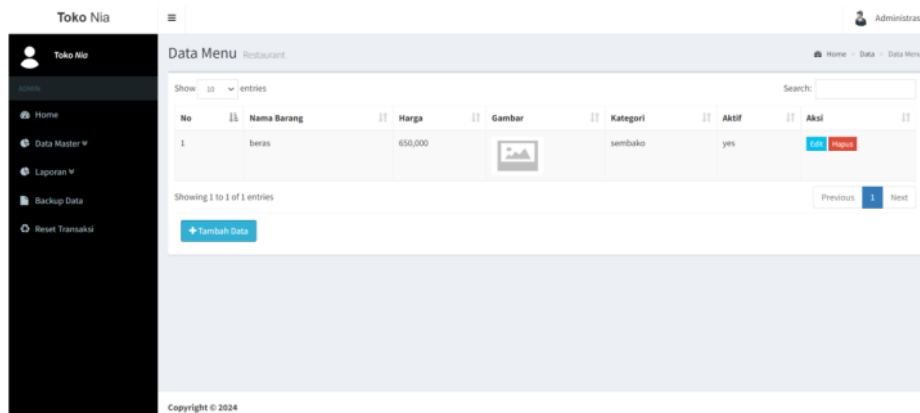 Toko Nia
Administras
Toko Nia
ADMIN
Home
Data Master
Laporan
Backup Data
Reset Transaksi
Data Menu Restaurant
Home > Data > Data Menu
Show 10 entries
Search:
No Nama Barang Harga Gambar Kategori Aktif Aksi
1 beras 650,000 sembako yes Edit Hapus
Showing 1 to 1 of 1 entries
Previous 1 Next
+ Tambah Data
Copyright © 2024